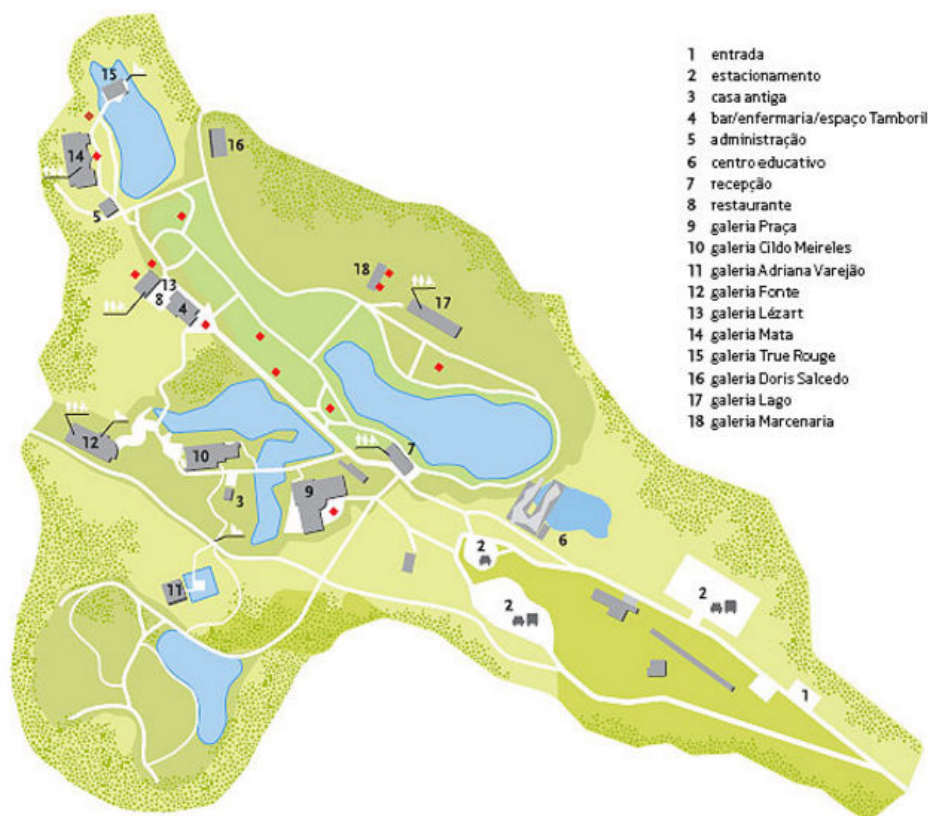 1 entrada
2 estacionamento
3 casa antiga
4 bar/enfermaria/espaço Tamboril
5 administração
6 centro educativo
7 recepção
8 restaurante
9 galeria Praça
10 galeria Cildo Meireles
11 galeria Adriana Varejão
12 galeria Fonte
13 galeria Lézart
14 galeria Mata
15 galeria True Rouge
16 galeria Doris Salcedo
17 galeria Lago
18 galeria Marcenaria
15
16
14
5
18
13
8
4
17
12
10
7
3
9
6
2
11
2
2
1